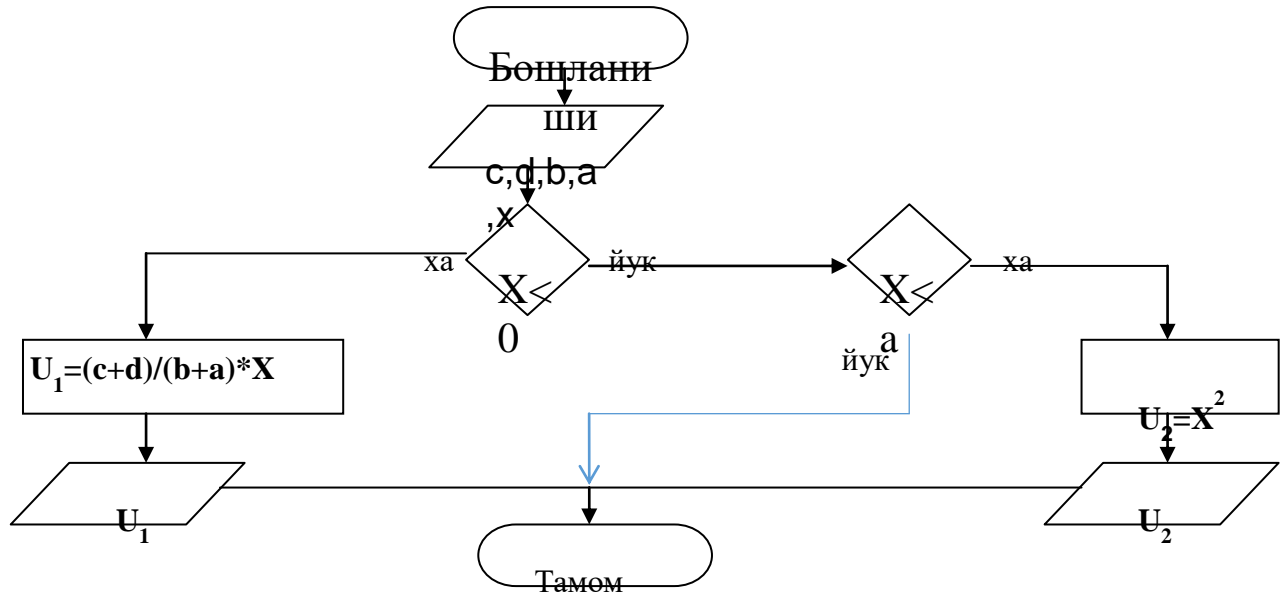 Бошлани
ши
c,d,b,a
,x
ха
йук
ха
X<
0
X<
а
йук
U₁=(c+d)/(b+a)*X
U₂=X²
U₁
U₂
Тамом